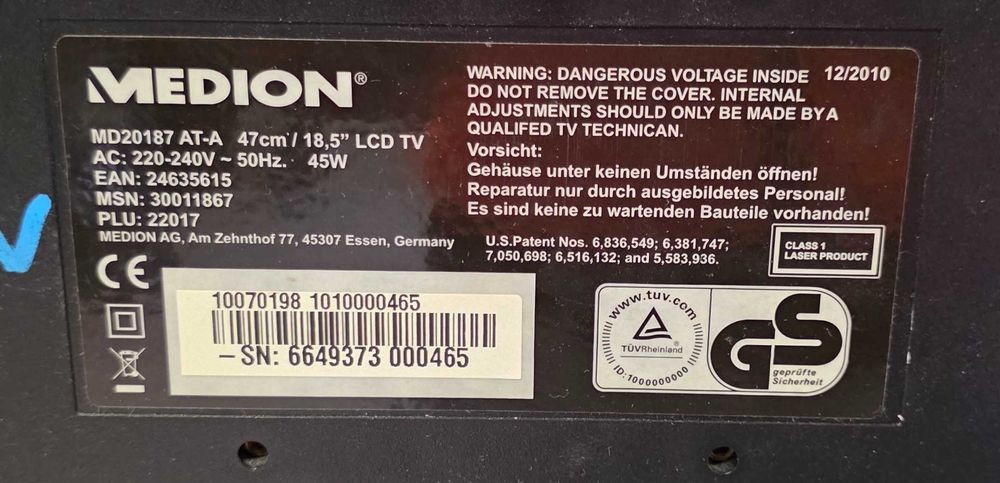 MEDION®
MD20187 AT-A 47cm / 18,5" LCD TV
AC: 220-240V ~ 50Hz. 45W
EAN: 24635615
MSN: 30011867
PLU: 22017
MEDION AG, Am Zehnthof 77, 45307 Essen, Germany
CE
10070198 1010000465
– SN: 6649373 000465
WARNING: DANGEROUS VOLTAGE INSIDE 12/2010
DO NOT REMOVE THE COVER. INTERNAL
ADJUSTMENTS SHOULD ONLY BE MADE BY A
QUALIFED TV TECHNICAN.
Vorsicht:
Gehäuse unter keinen Umständen öffnen!
Reparatur nur durch ausgebildetes Personal!
Es sind keine zu wartenden Bauteile vorhanden!
U.S.Patent Nos. 6,836,549; 6,381,747;
7,050,698; 6,516,132; and 5,583,936.
CLASS 1
LASER PRODUCT
www.tuv.com
TÜVRheinland
ID:1000000000
GS
geprüfte
Sicherheit